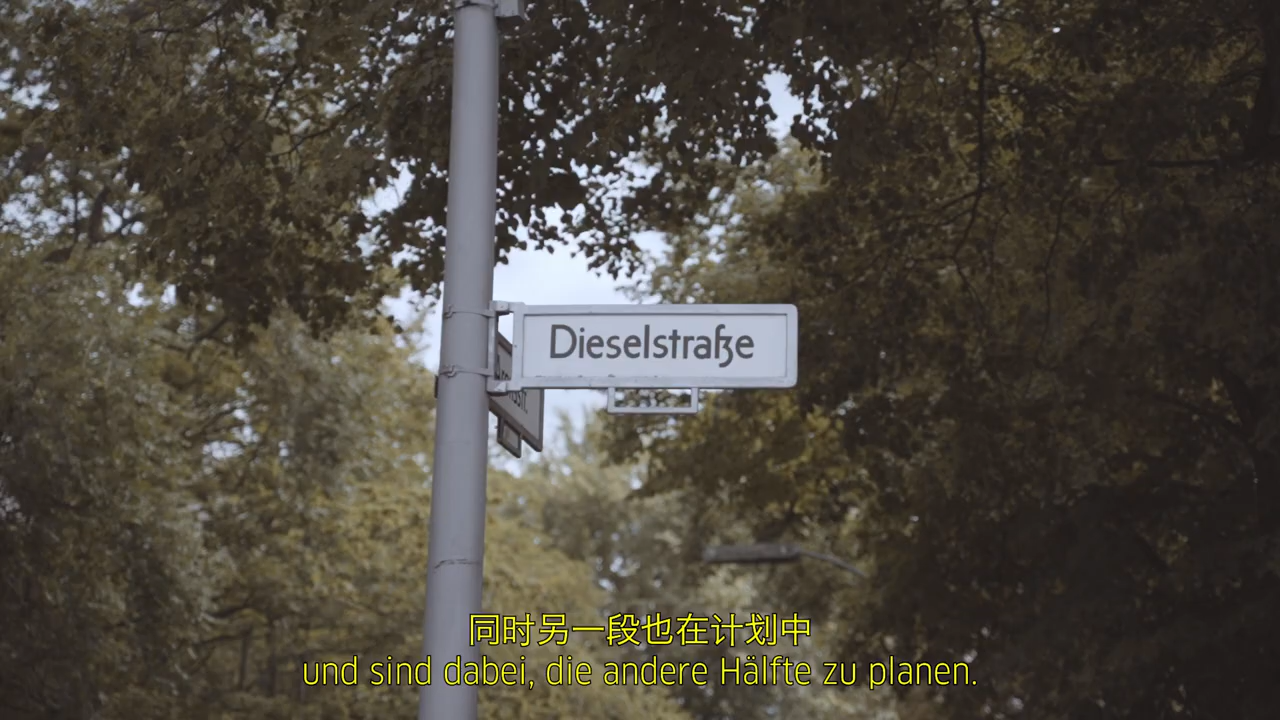 Dieselstraße
同时另一段也在计划中
und sind dabei, die andere Hälfte zu planen.